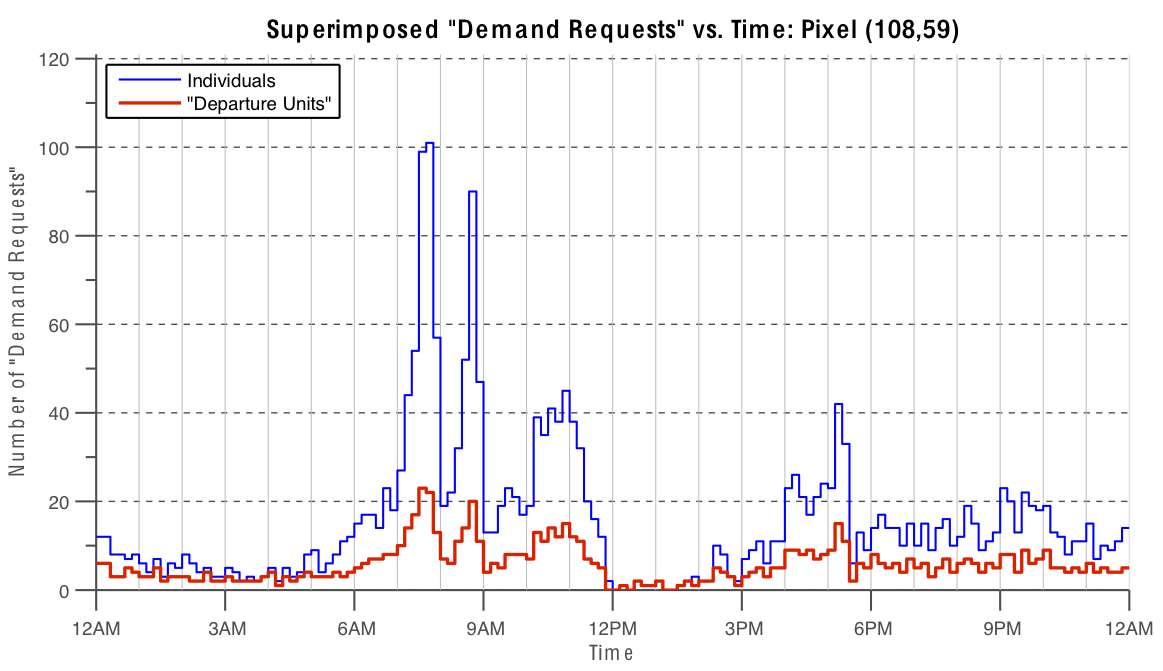 Superimposed "Demand Requests" vs. Time: Pixel (108,59)
Individuals
"Departure Units"
Number of "Demand Requests"
120
100
80
60
40
20
0
12AM 3AM 6AM 9AM 12PM 3PM 6PM 9PM 12AM
Time